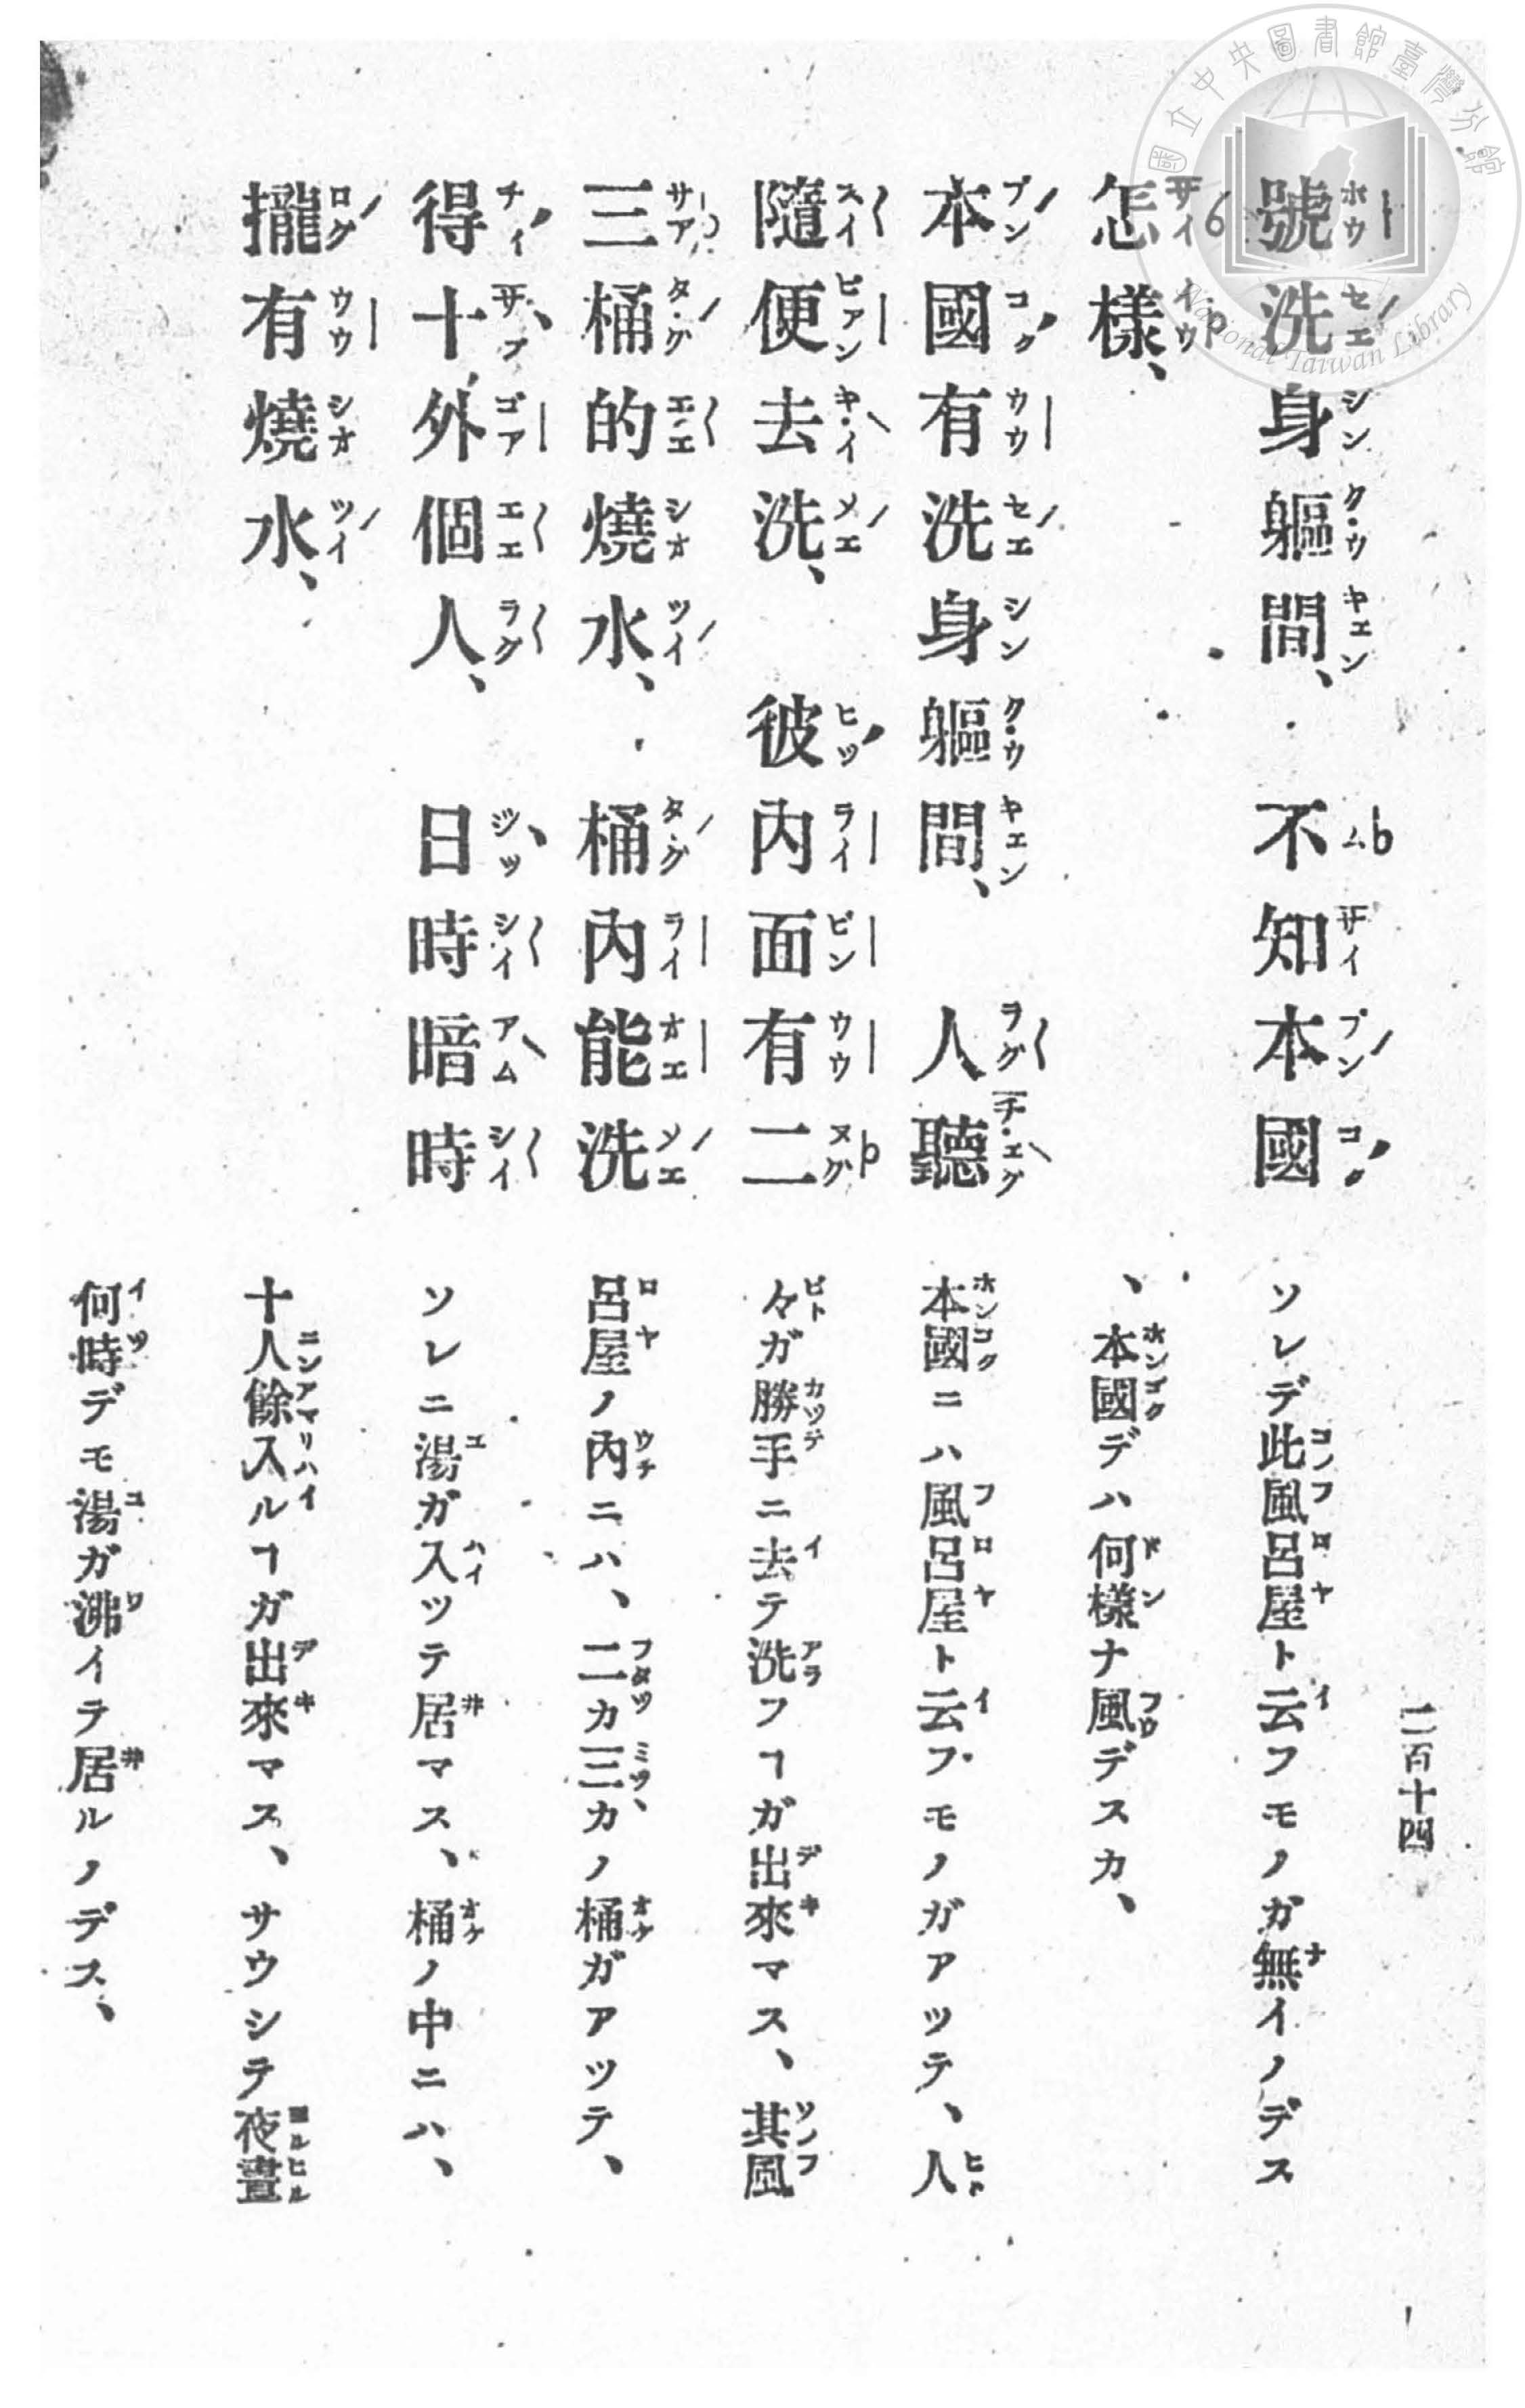 國立中央圖書館臺灣分館
National Taiwan Library
二百十四
號洗身軀間、不知本國
怎樣、
本國有洗身軀間、人聽
隨便去洗、彼內面有二
三桶的燒水、桶內能洗
得十外個人、日時暗時
攏有燒水、
ソレデ此風呂屋ト云フモノガ無イノデス
、本國デハ何樣ナ風デスカ、
本國ニハ風呂屋ト云フモノガアッテ、人
々ガ勝手ニ去テ洗フヿガ出來マス、其風
呂屋ノ內ニハ、二カ三カノ桶ガアッテ、
ソレニ湯ガ入ッテ居マス、桶ノ中ニハ、
十人餘入ルヿガ出來マス、サウシテ夜晝
何時デモ湯ガ沸イテ居ルノデス、